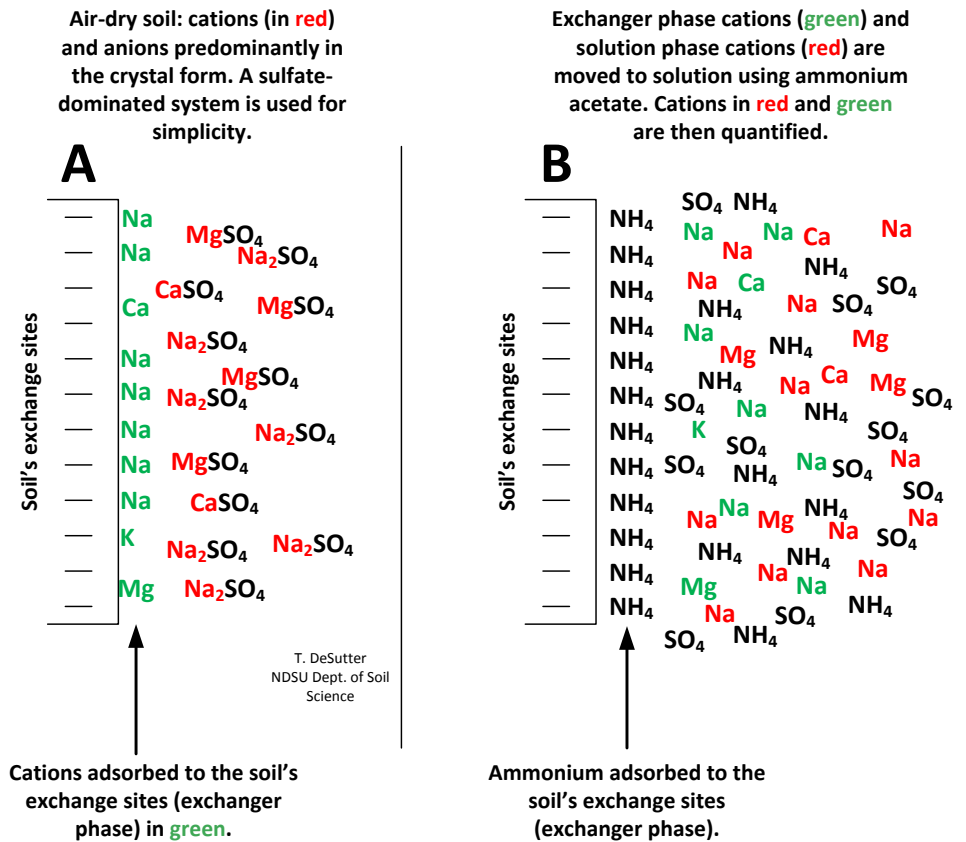 Air-dry soil: cations (in red)
and anions predominantly in
the crystal form. A sulfate-
dominated system is used for
simplicity.
A
Soil's exchange sites
Na
MgSO₄
Na
Na₂SO₄
CaSO₄
Ca
MgSO₄
Na₂SO₄
Na
MgSO₄
Na
Na₂SO₄
Na
Na₂SO₄
Na
MgSO₄
Na
CaSO₄
K
Na₂SO₄
Na₂SO₄
Mg
Na₂SO₄
T. DeSutter
NDSU Dept. of Soil
Science
Cations adsorbed to the soil's
exchange sites (exchanger
phase) in green.
Exchanger phase cations (green) and
solution phase cations (red) are
moved to solution using ammonium
acetate. Cations in red and green
are then quantified.
B
Soil's exchange sites
SO₄ NH₄
NH₄
Na Na Ca Na
NH₄ Na
NH₄
Na Ca SO₄
NH₄
NH₄ Na SO₄
NH₄ Na
Mg NH₄ Mg
NH₄
NH₄ Na Ca Mg
NH₄ SO₄ Na NH₄ SO₄
NH₄ K SO₄ SO₄
NH₄ SO₄ NH₄ Na SO₄ Na
SO₄
NH₄ Na NH₄
Na Mg Na Na
NH₄ SO₄
NH₄ NH₄
NH₄ Na Na
Mg Na
NH₄ Na SO₄ NH₄
SO₄ NH₄
Ammonium adsorbed to the
soil's exchange sites
(exchanger phase).